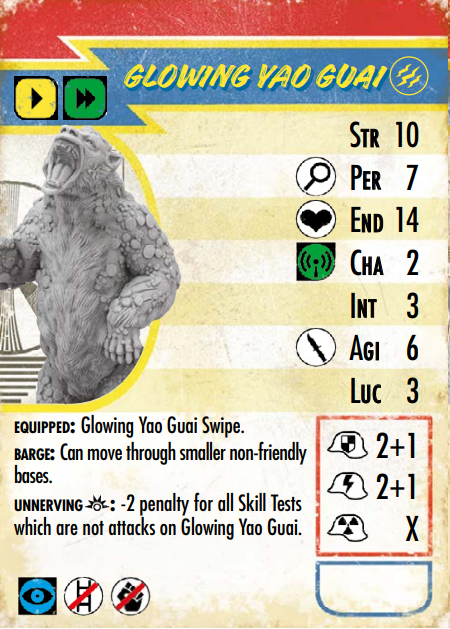 GLOWING YAO GUAI
STR 10
PER 7
END 14
CHA 2
INT 3
AGI 6
LUC 3
EQUIPPED: Glowing Yao Guai Swipe.
BARGE: Can move through smaller non-friendly
bases.
UNNERVING : -2 penalty for all Skill Tests
which are not attacks on Glowing Yao Guai.
2+1
2+1
X